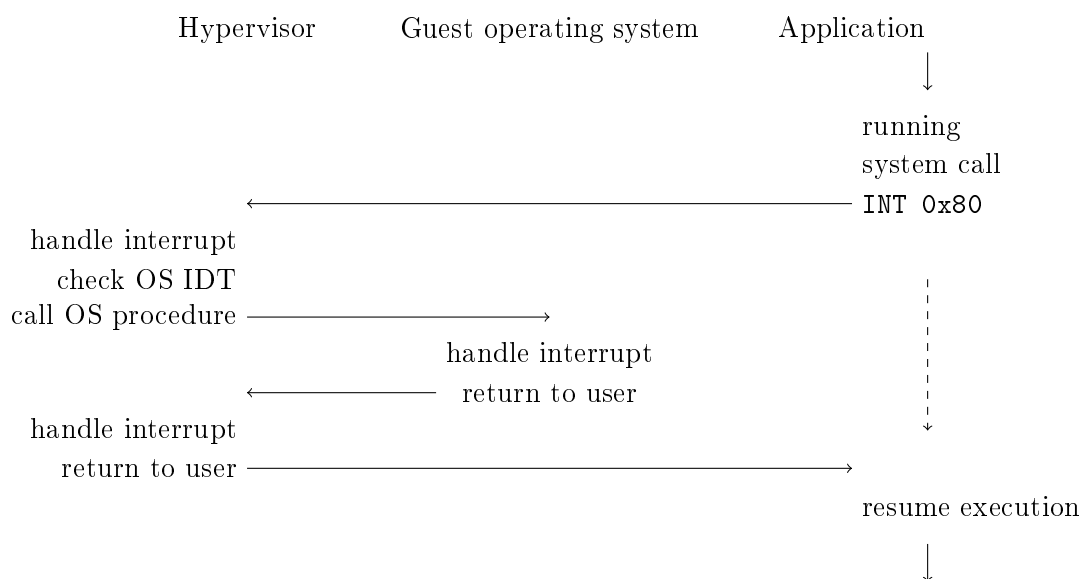 Hypervisor Guest operating system Application
running
system call
INT 0x80
handle interrupt
check OS IDT
call OS procedure
handle interrupt
return to user
handle interrupt
return to user
resume execution